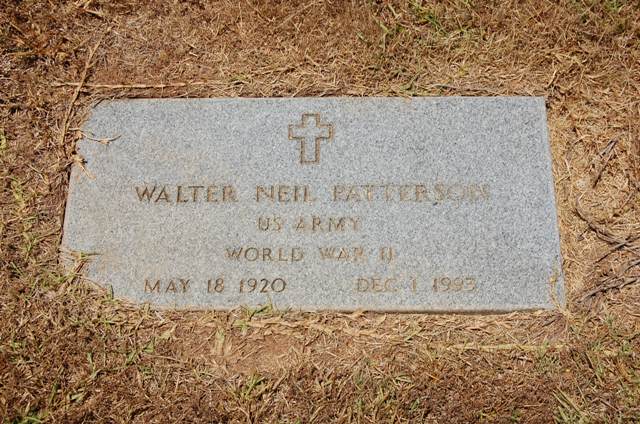 WALTER NEIL PATTERSON
US ARMY
WORLD WAR II
MAY 18 1920 DEC 1 1993